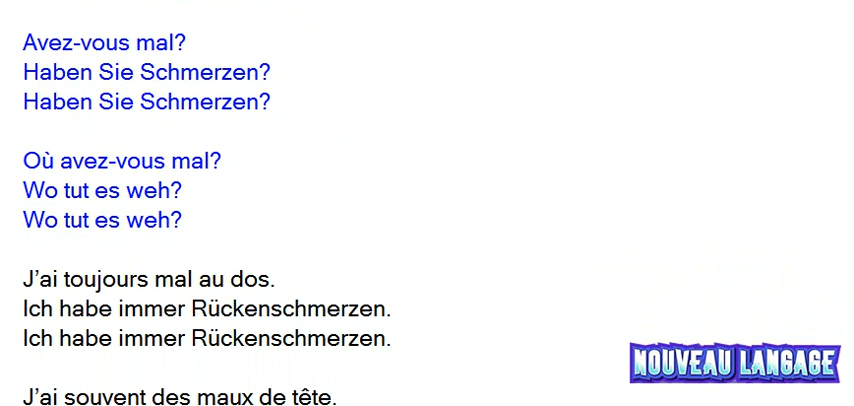 Avez-vous mal?
Haben Sie Schmerzen?
Haben Sie Schmerzen?
Où avez-vous mal?
Wo tut es weh?
Wo tut es weh?
J’ai toujours mal au dos.
Ich habe immer Rückenschmerzen.
Ich habe immer Rückenschmerzen.
NOUVEAU LANGAGE
J’ai souvent des maux de tête.